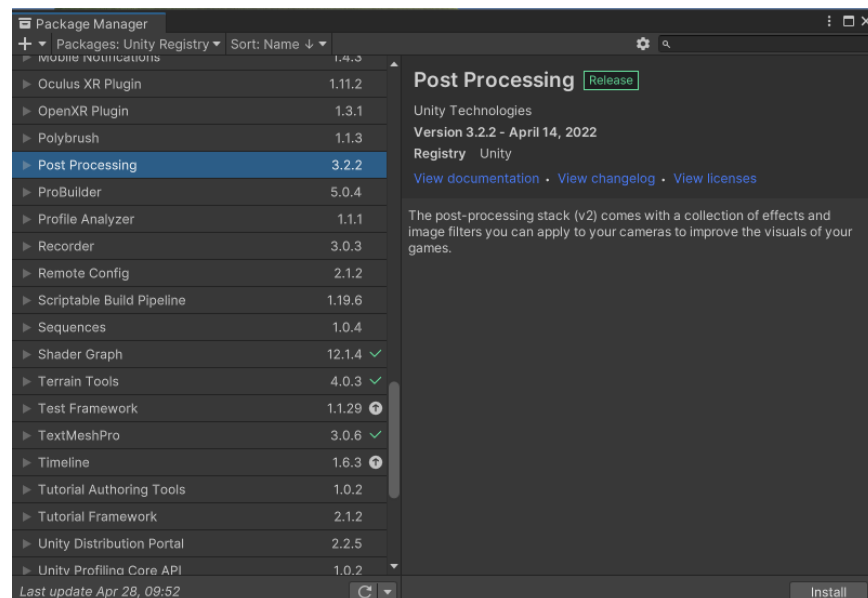 Package Manager
+ Packages: Unity Registry Sort: Name ↓
Mobile Notifications 1.4.3
Oculus XR Plugin 1.11.2
OpenXR Plugin 1.3.1
Polybrush 1.1.3
Post Processing 3.2.2
ProBuilder 5.0.4
Profile Analyzer 1.1.1
Recorder 3.0.3
Remote Config 2.1.2
Scriptable Build Pipeline 1.19.6
Sequences 1.0.4
Shader Graph 12.1.4
Terrain Tools 4.0.3
Test Framework 1.1.29
TextMeshPro 3.0.6
Timeline 1.6.3
Tutorial Authoring Tools 1.0.2
Tutorial Framework 2.1.2
Unity Distribution Portal 2.2.5
Unity Profiling Core API 1.0.2
Last update Apr 28, 09:52
Post Processing Release
Unity Technologies
Version 3.2.2 - April 14, 2022
Registry Unity
View documentation • View changelog • View licenses
The post-processing stack (v2) comes with a collection of effects and
image filters you can apply to your cameras to improve the visuals of your
games.
Install